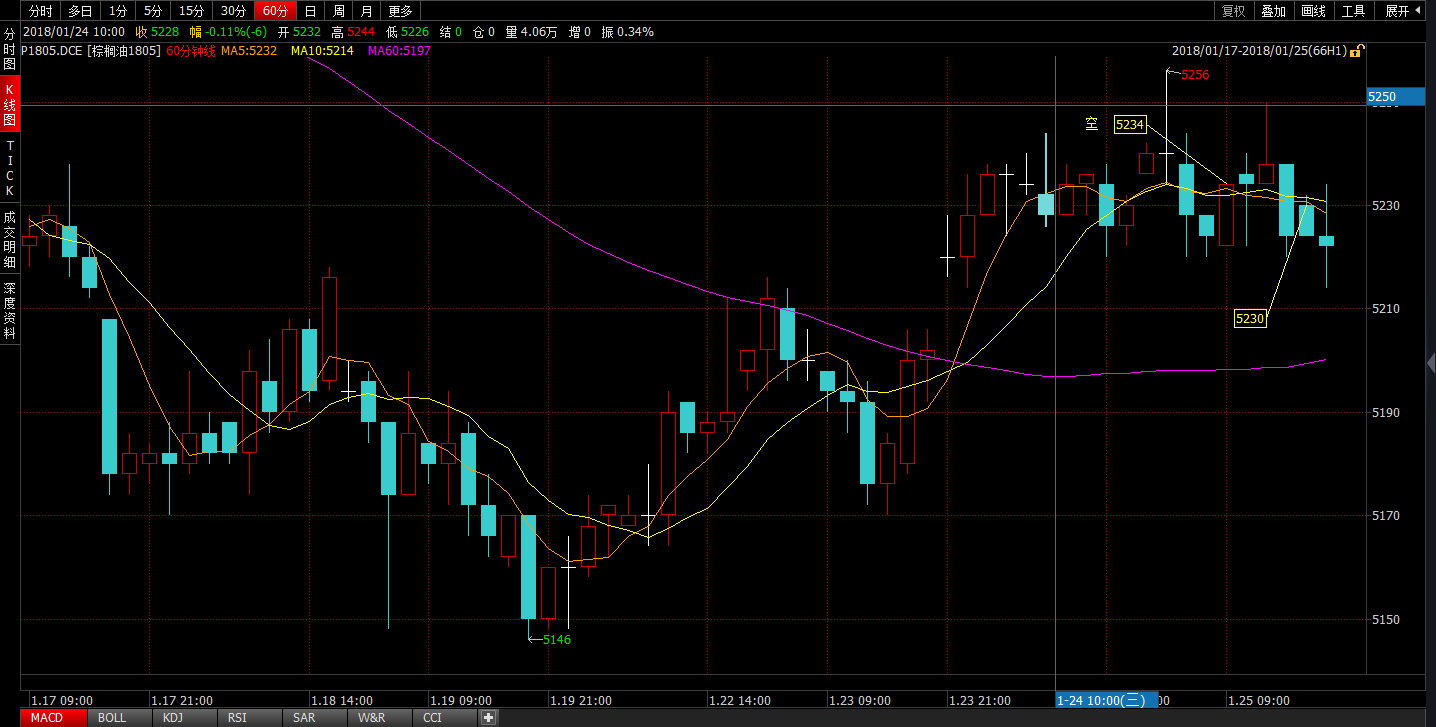 分时 多日 1分 5分 15分 30分 60分 日 周 月 更多 复权 叠加 画线 工具 展开
2018/01/24 10:00 收 5228 幅 -0.11%(-6) 开 5232 高 5244 低 5226 结 0 仓 0 量 4.06万 增 0 振 0.34%
P1805.DCE [棕榈油1805] 60分钟线 MA5:5232 MA10:5214 MA60:5197 2018/01/17-2018/01/25(66H1)
分时图
K线图
TICK
成交明细
深度资料
5256
5250
空 5234
5230
5230
5210
5190
5170
5150
5146
1.17 09:00 1.17 21:00 1.18 14:00 1.19 09:00 1.19 21:00 1.22 14:00 1.23 09:00 1.23 21:00 1-24 10:00(三) 1.25 09:00
MACD BOLL KDJ RSI SAR W&R CCI